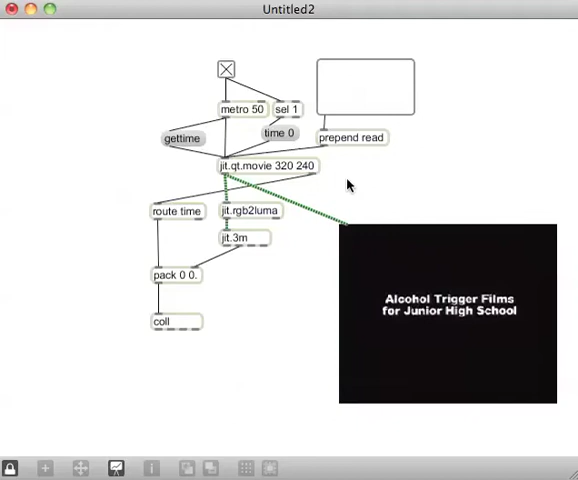 Untitled2
metro 50
sel 1
gettime
time 0
prepend read
jit.qt.movie 320 240
route time
jit.rgb2luma
jit.3m
pack 0 0.
coll
Alcohol Trigger Films
for Junior High School